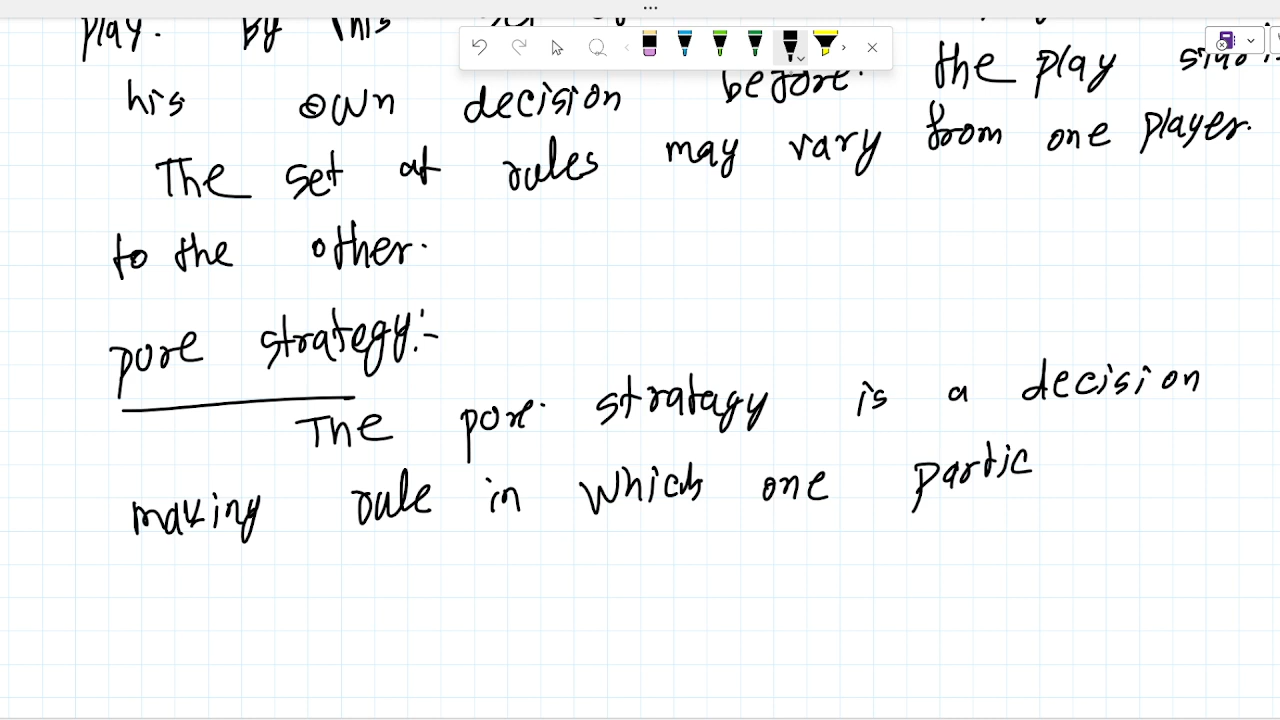 play. By this
his own decision before the play
The set of rules may vary from one player
to the other.
pure strategy:-
The pure stratagy is a decision
making rule in which one partic